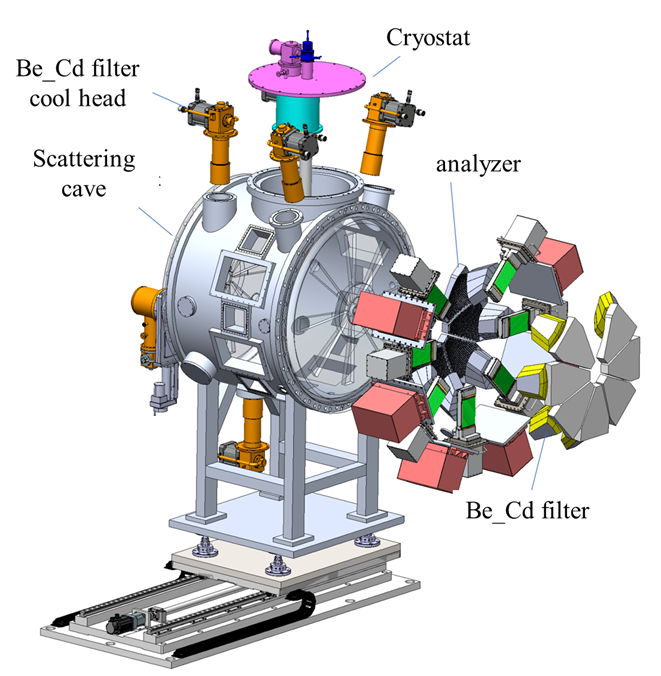 Cryostat
Be_Cd filter
cool head
Scattering
cave
analyzer
Be_Cd filter